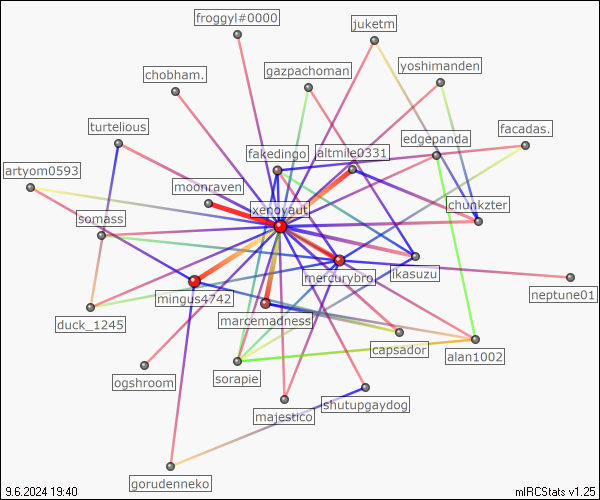 froggyl#0000
juketm
chobham.
gazpachoman
yoshimanden
turtelious
edgepanda
facadas.
fakedingo
altmile0331
artyom0593
moonraven
xenoyaut
chunkzter
somass
mercurybro.
ikasuzu
neptune01
mingus4742
marcemadness
duck_1245
capsador
alan1002
ogshroom
sorapie
majestico
shutupgaydog
gorudenneko
9.6.2024 19:40
mIRCStats v1.25